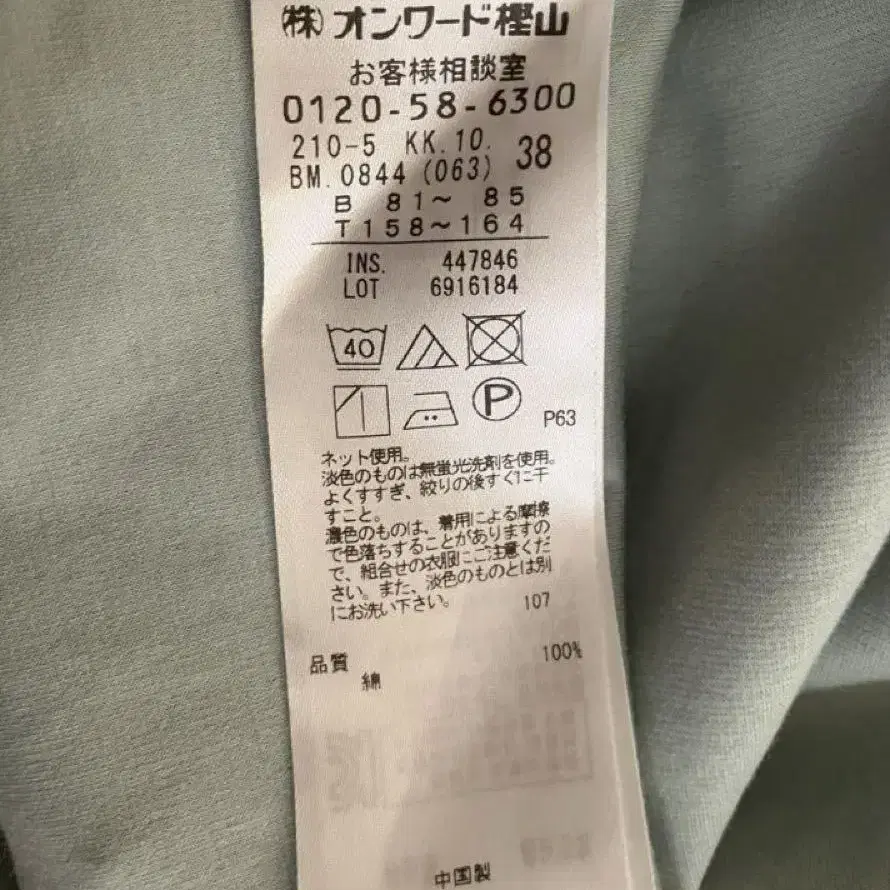 (株)オンワード樫山
お客様相談室
0120-58-6300
210-5 KK.10.
BM.0844(063) 38
B 81〜 85
T158〜164
INS. 447846
LOT 6916184
40
P P63
ネット使用。
淡色のものは無蛍光洗剤を使用。
よくすすぎ、絞りの後すぐに干
すこと。
濃色のものは、着用による摩擦
で色落ちすることがありますの
で、組合せの衣服にご注意くだ
さい。また、淡色のものとは別
にお洗い下さい。 107
品質 100%
綿
中国製